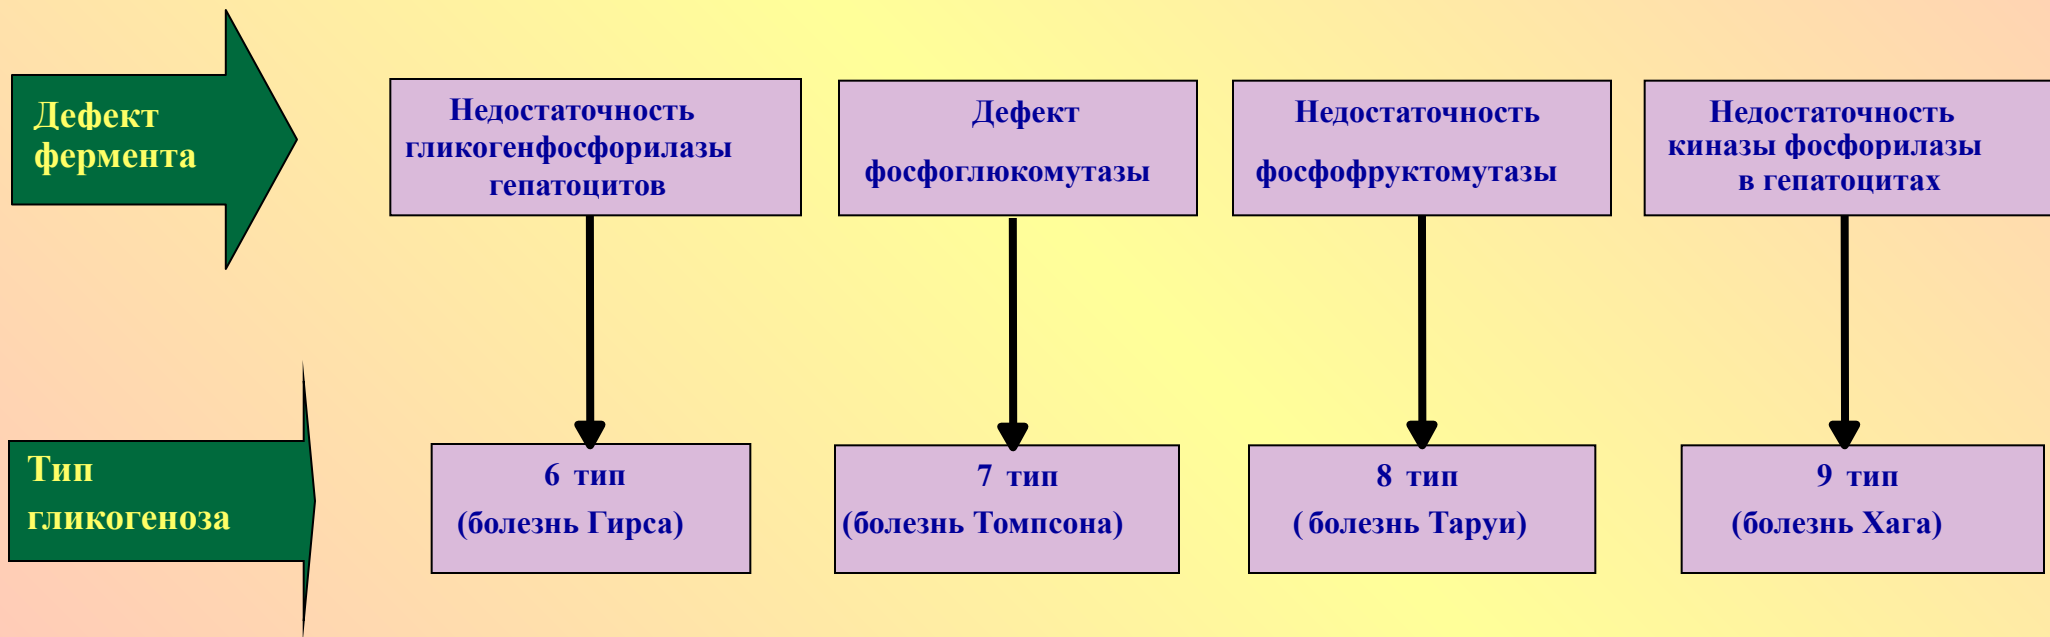 Дефект
фермента
Недостаточность
гликогенфосфорилазы
гепатоцитов
Дефект
фосфоглюкомутазы
Недостаточность
фосфофруктомутазы
Недостаточность
киназы фосфорилазы
в гепатоцитах
Тип
гликогеноза
6 тип
(болезнь Гирса)
7 тип
(болезнь Томпсона)
8 тип
( болезнь Таруи)
9 тип
(болезнь Хага)